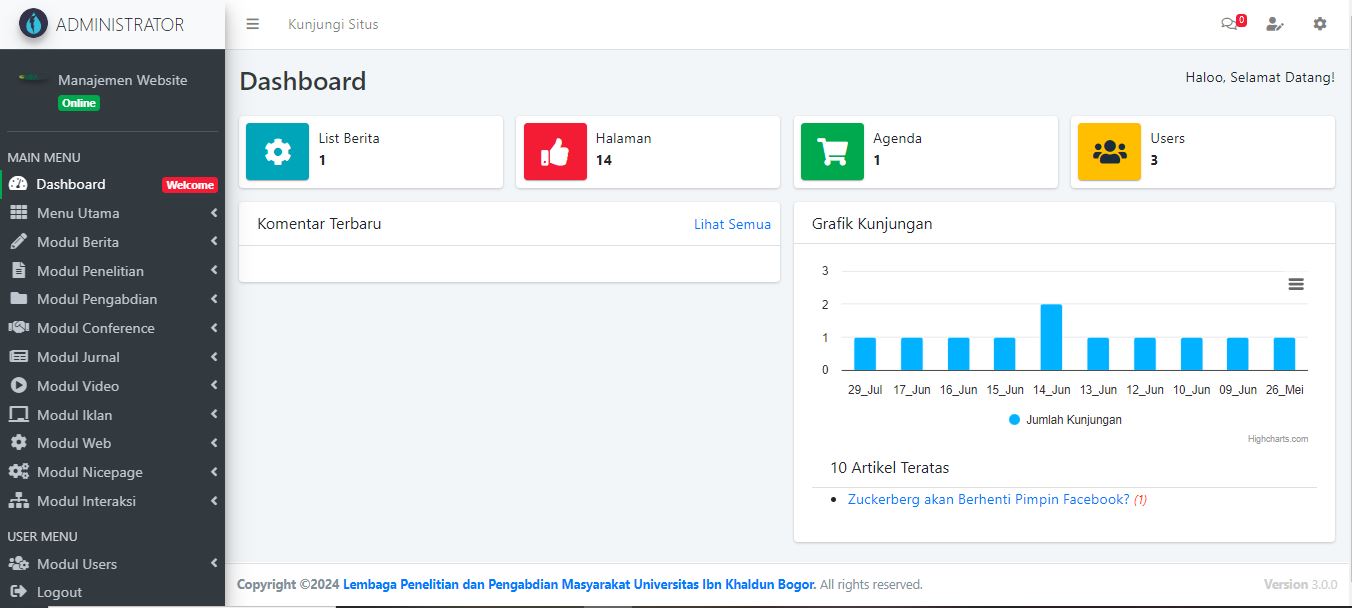 ADMINISTRATOR
Kunjungi Situs
0
Manajemen Website
Online
MAIN MENU
Dashboard
Welcome
Menu Utama
Modul Berita
Modul Penelitian
Modul Pengabdian
Modul Conference
Modul Jurnal
Modul Video
Modul Iklan
Modul Web
Modul Nicepage
Modul Interaksi
USER MENU
Modul Users
Logout
Dashboard
Haloo, Selamat Datang!
List Berita
1
Halaman
14
Agenda
1
Users
3
Komentar Terbaru
Lihat Semua
Grafik Kunjungan
3
2
1
0
29_Jul 17_Jun 16_Jun 15_Jun 14_Jun 13_Jun 12_Jun 10_Jun 09_Jun 26_Mei
Jumlah Kunjungan
Highcharts.com
10 Artikel Teratas
Zuckerberg akan Berhenti Pimpin Facebook? (1)
Copyright ©2024 Lembaga Penelitian dan Pengabdian Masyarakat Universitas Ibn Khaldun Bogor. All rights reserved.
Version 3.0.0